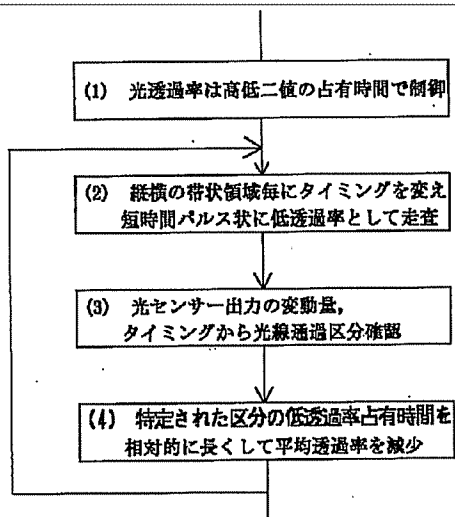 (1) 光透過率は高低二値の占有時間で制御
(2) 縦横の帯状領域毎にタイミングを変え
短時間パルス状に低透過率として走査
(3) 光センサー出力の変動量,
タイミングから光線通過区分確認
(4) 特定された区分の低透過率占有時間を
相対的に長くして平均透過率を減少